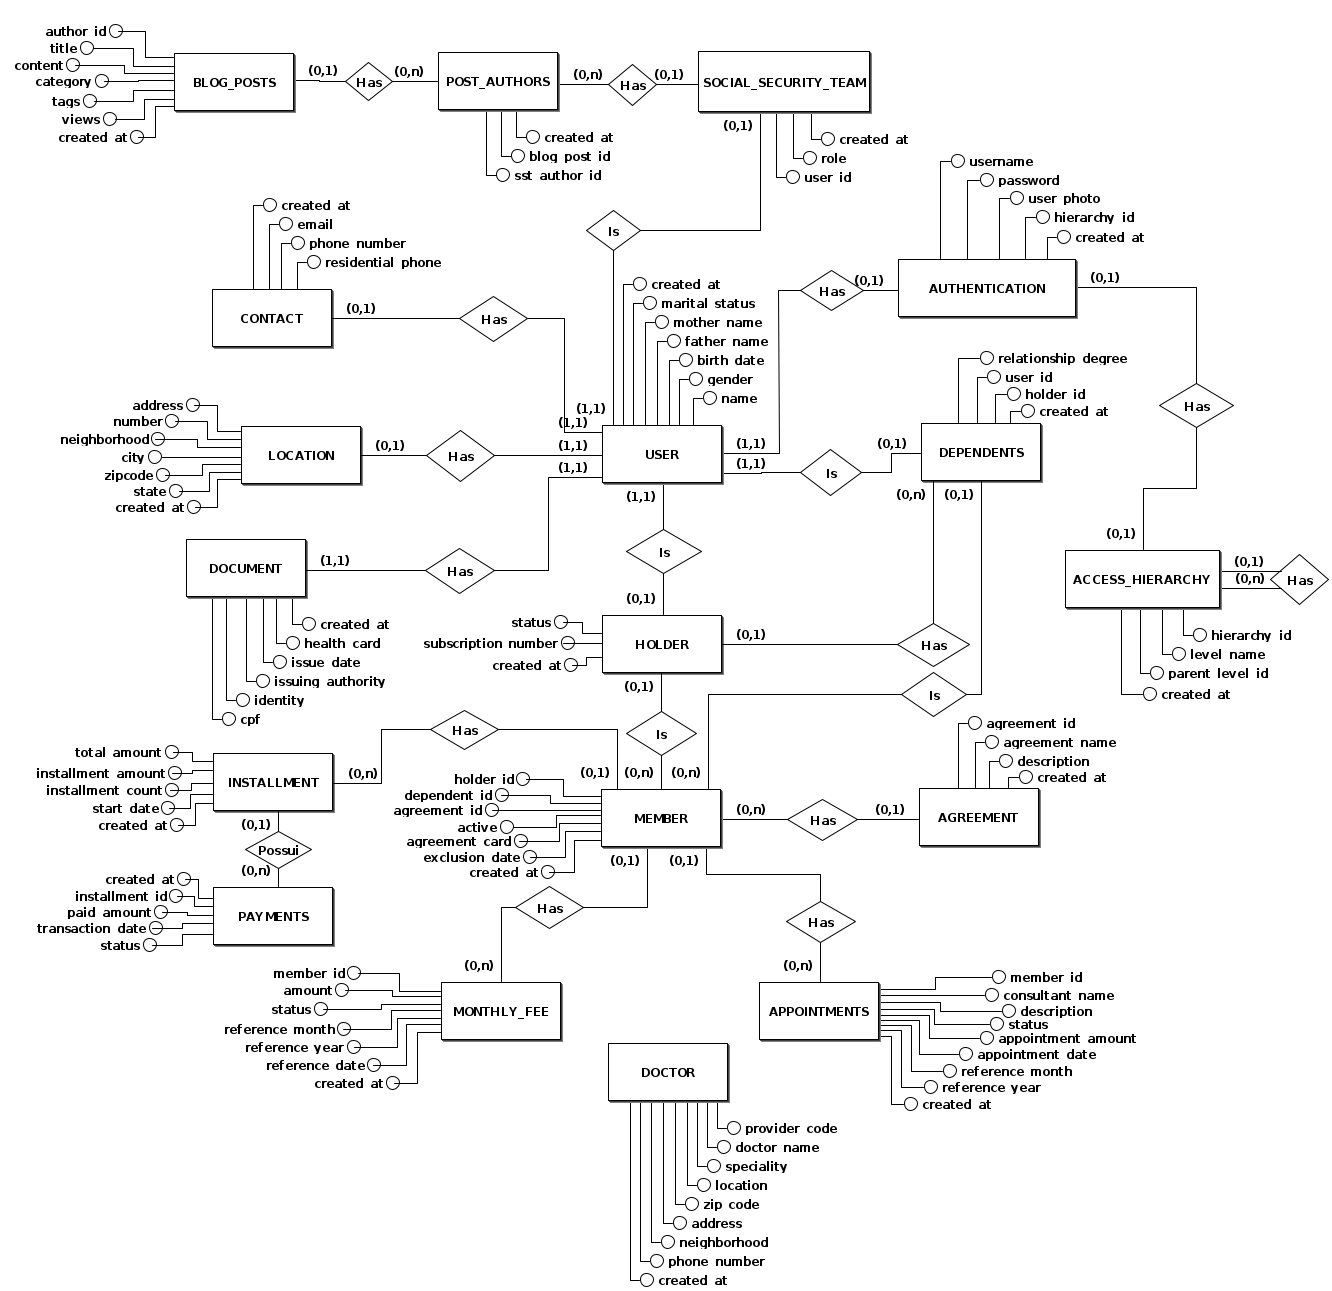 author id
title
content
category
tags
views
created at
BLOG_POSTS
(0,1)
Has
(0,n)
POST_AUTHORS
created at
blog post id
sst author id
(0,n)
Has
(0,1)
SOCIAL_SECURITY_TEAM
(0,1)
created at
role
user id
Is
username
password
user photo
hierarchy id
created at
AUTHENTICATION
(0,1)
Has
(0,1)
created at
email
phone number
residential phone
CONTACT
(0,1)
Has
created at
marital status
mother name
father name
birth date
gender
name
(1,1)
(1,1)
(1,1)
(1,1)
USER
(1,1)
(1,1)
(1,1)
relationship degree
user id
holder id
created at
DEPENDENTS
(0,1)
Is
(0,n)
(0,1)
Has
address
number
neighborhood
city
zipcode
state
created at
LOCATION
(0,1)
Has
DOCUMENT
(1,1)
Has
created at
health card
issue date
issuing authority
identity
cpf
Is
(0,1)
status
subscription number
created at
HOLDER
(0,1)
Has
(0,1)
Is
Is
(0,1)
ACCESS_HIERARCHY
(0,1)
(0,n)
Has
hierarchy id
level name
parent level id
created at
total amount
installment amount
installment count
start date
created at
INSTALLMENT
(0,n)
Has
(0,1)
Possui
(0,n)
created at
installment id
paid amount
transaction date
status
PAYMENTS
(0,1)
(0,n)
(0,n)
holder id
dependent id
agreement id
active
agreement card
exclusion date
created at
MEMBER
(0,n)
Has
(0,1)
agreement id
agreement name
description
created at
AGREEMENT
(0,1)
(0,1)
Has
(0,n)
Has
(0,n)
member id
amount
status
reference month
reference year
reference date
created at
MONTHLY_FEE
APPOINTMENTS
member id
consultant name
description
status
appointment amount
appointment date
reference month
reference year
created at
DOCTOR
provider code
doctor name
speciality
location
zip code
address
neighborhood
phone number
created at